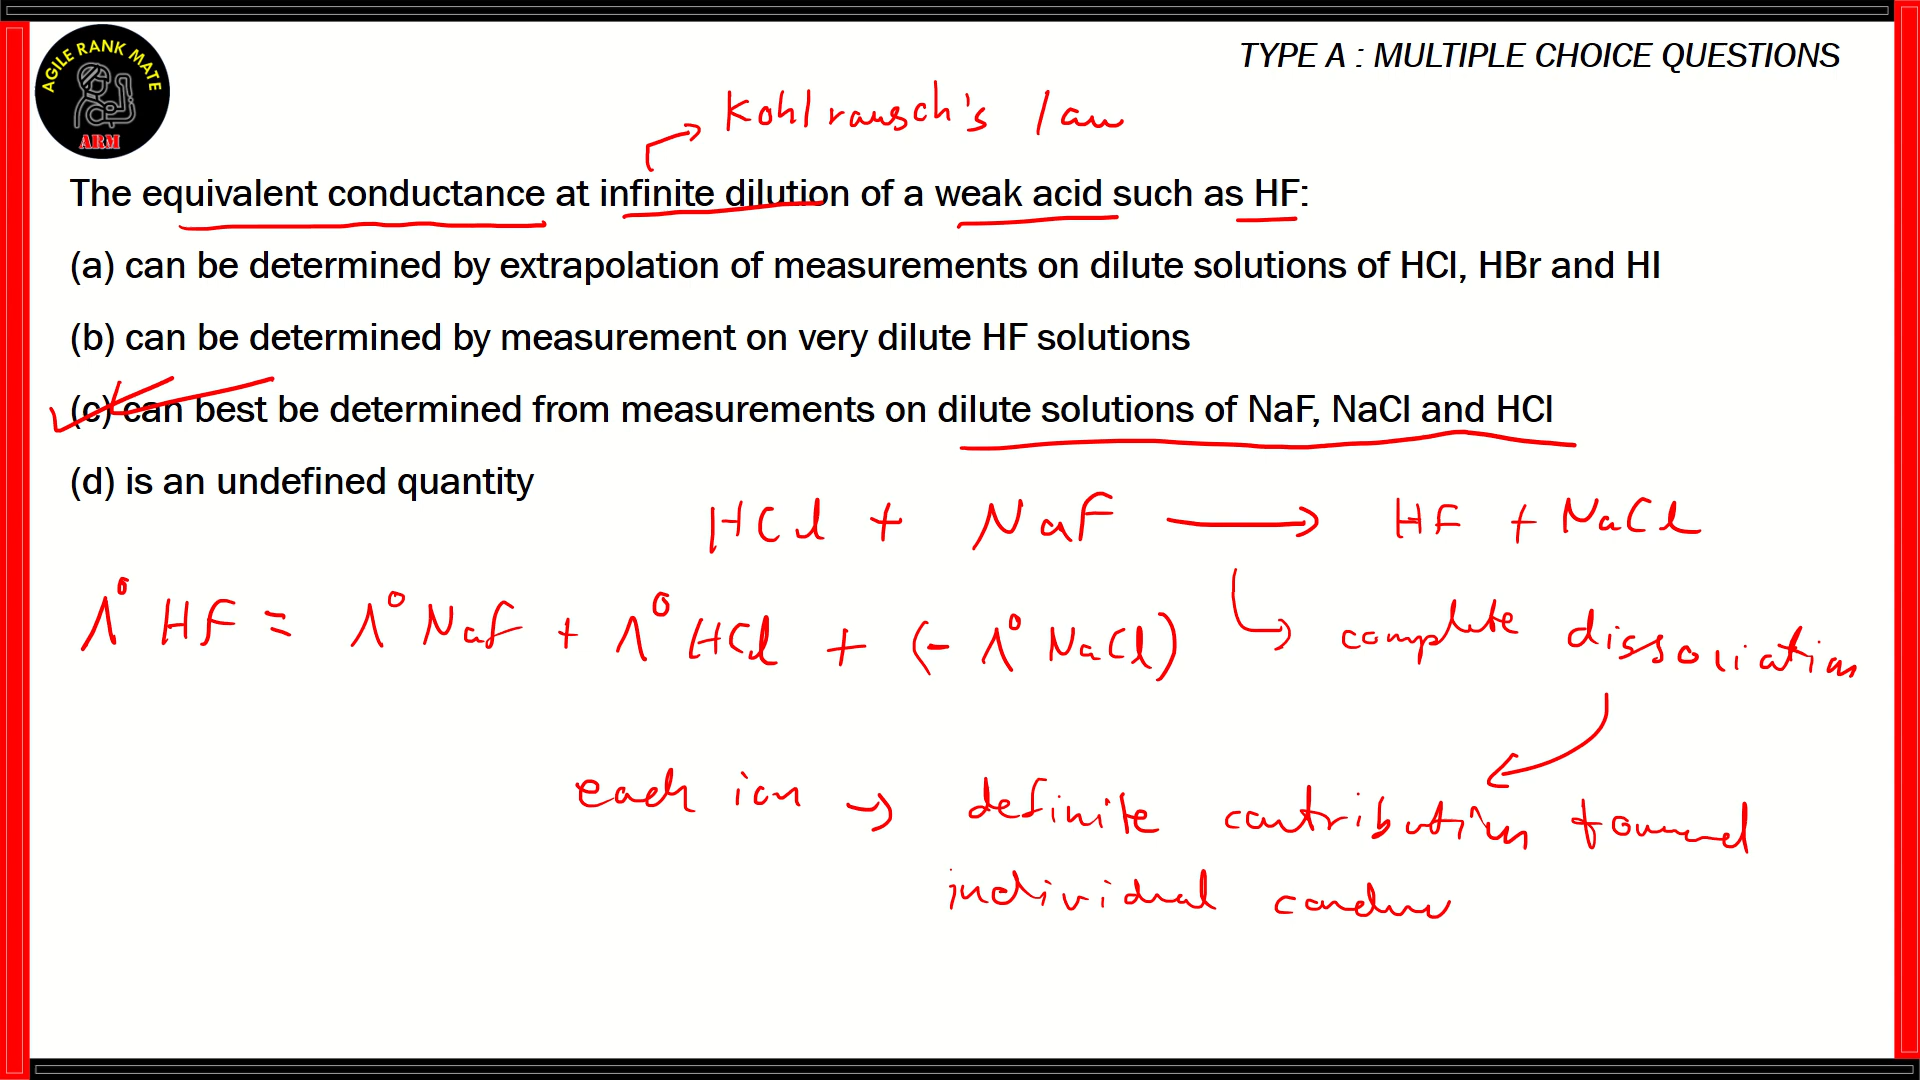 AGILE RANK MATE
ARM
TYPE A : MULTIPLE CHOICE QUESTIONS
Kohlrausch's law
The equivalent conductance at infinite dilution of a weak acid such as HF:
(a) can be determined by extrapolation of measurements on dilute solutions of HCl, HBr and HI
(b) can be determined by measurement on very dilute HF solutions
(c) can best be determined from measurements on dilute solutions of NaF, NaCl and HCl
(d) is an undefined quantity
HCl + NaF → HF + NaCl
Λ° HF = Λ° NaF + Λ° HCl + (- Λ° NaCl)
complete dissociation
each ion → definite contribution toward
individual